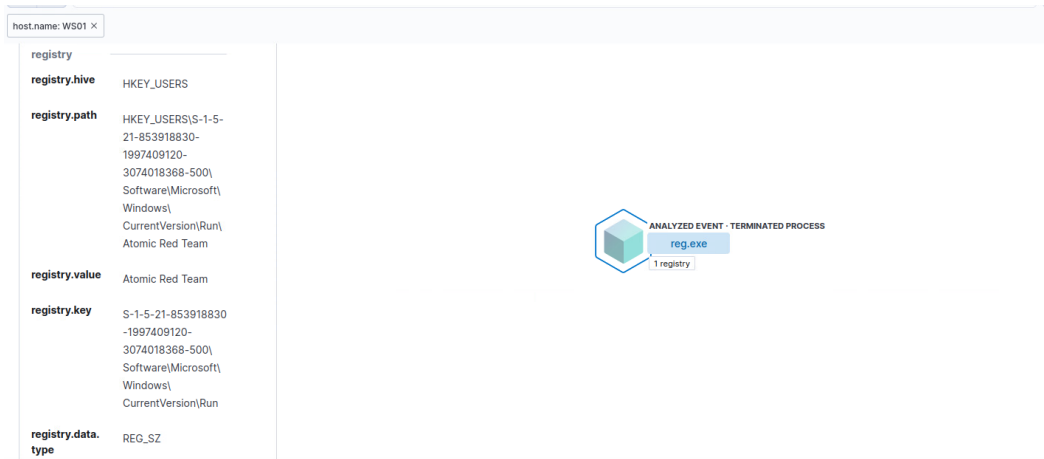 host.name: WS01 ×
registry
registry.hive
HKEY_USERS
registry.path
HKEY_USERS\S-1-5-
21-853918830-
1997409120-
3074018368-500\
Software\Microsoft\
Windows\
CurrentVersion\Run\
Atomic Red Team
registry.value
Atomic Red Team
registry.key
S-1-5-21-853918830
-1997409120-
3074018368-500\
Software\Microsoft\
Windows\
CurrentVersion\Run
registry.data.
type
REG_SZ
ANALYZED EVENT · TERMINATED PROCESS
reg.exe
1 registry